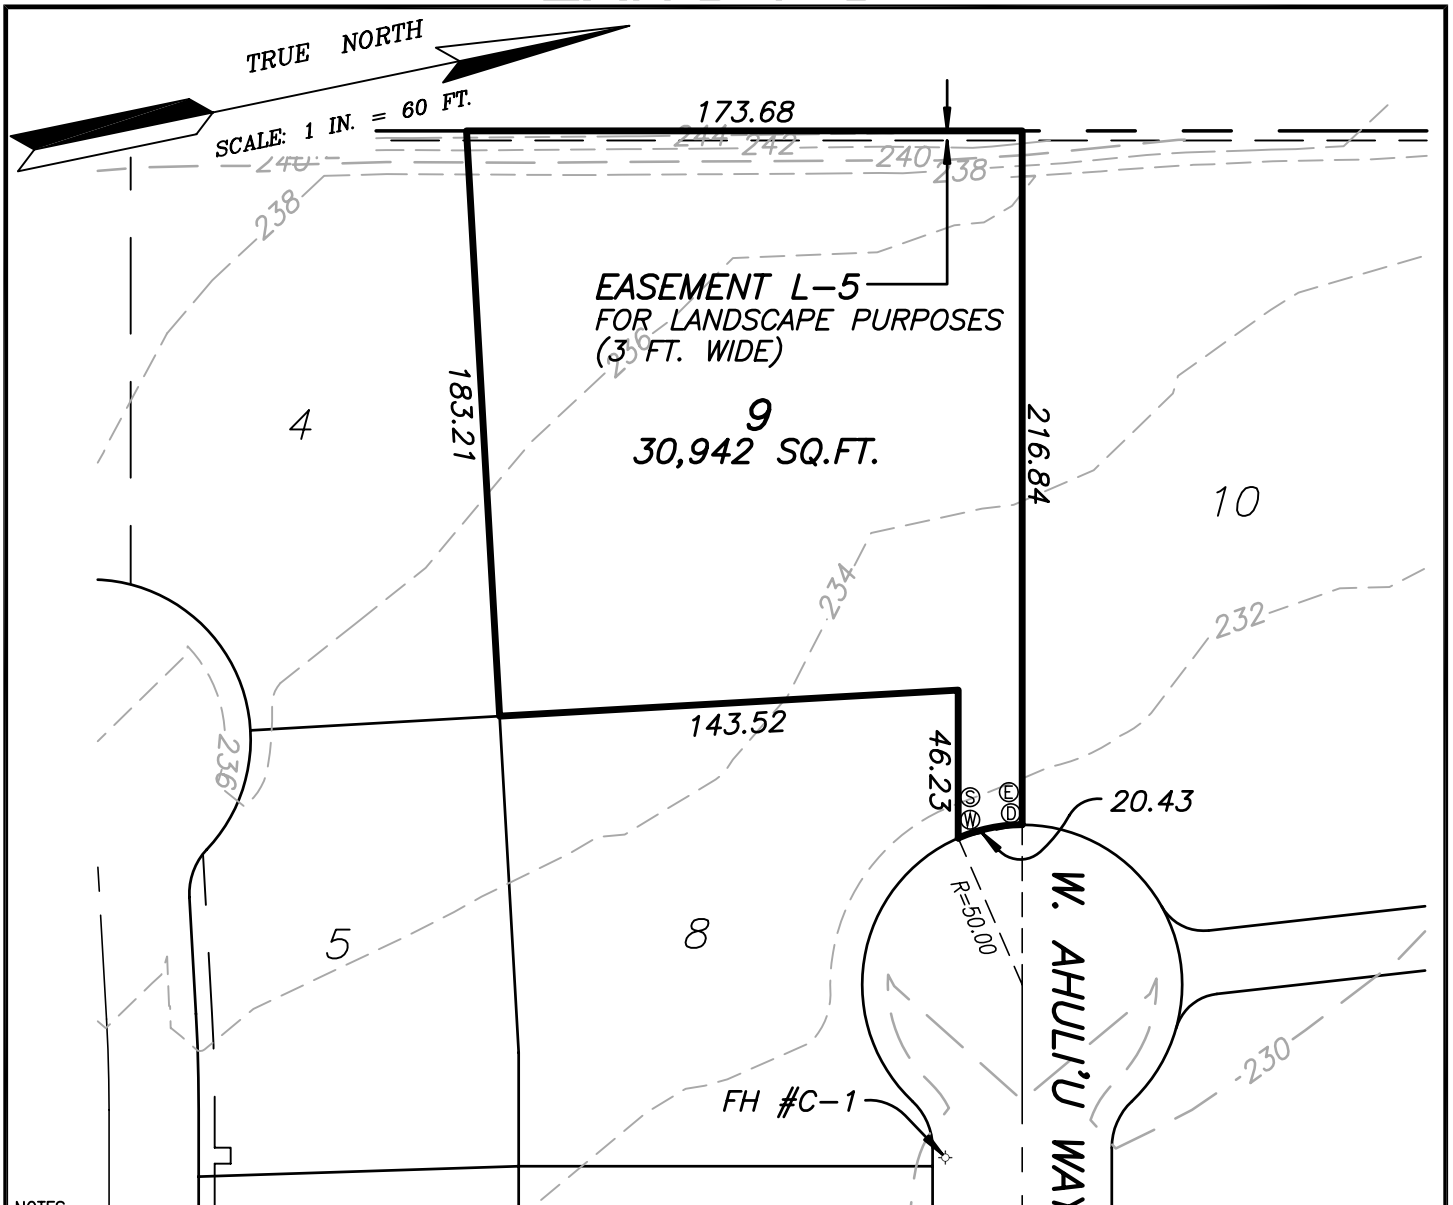 TRUE NORTH
SCALE: 1 IN. = 60 FT.
173.68
244
242
240
240
238
238
EASEMENT L-5
FOR LANDSCAPE PURPOSES
(3 FT. WIDE)
236
183.21
4
9
30,942 SQ.FT.
216.84
10
234
232
143.52
46.23
236
S
E
W
D
20.43
R=50.00
5
8
W. AHULI'U WAY
230
FH #C-1
NOTES